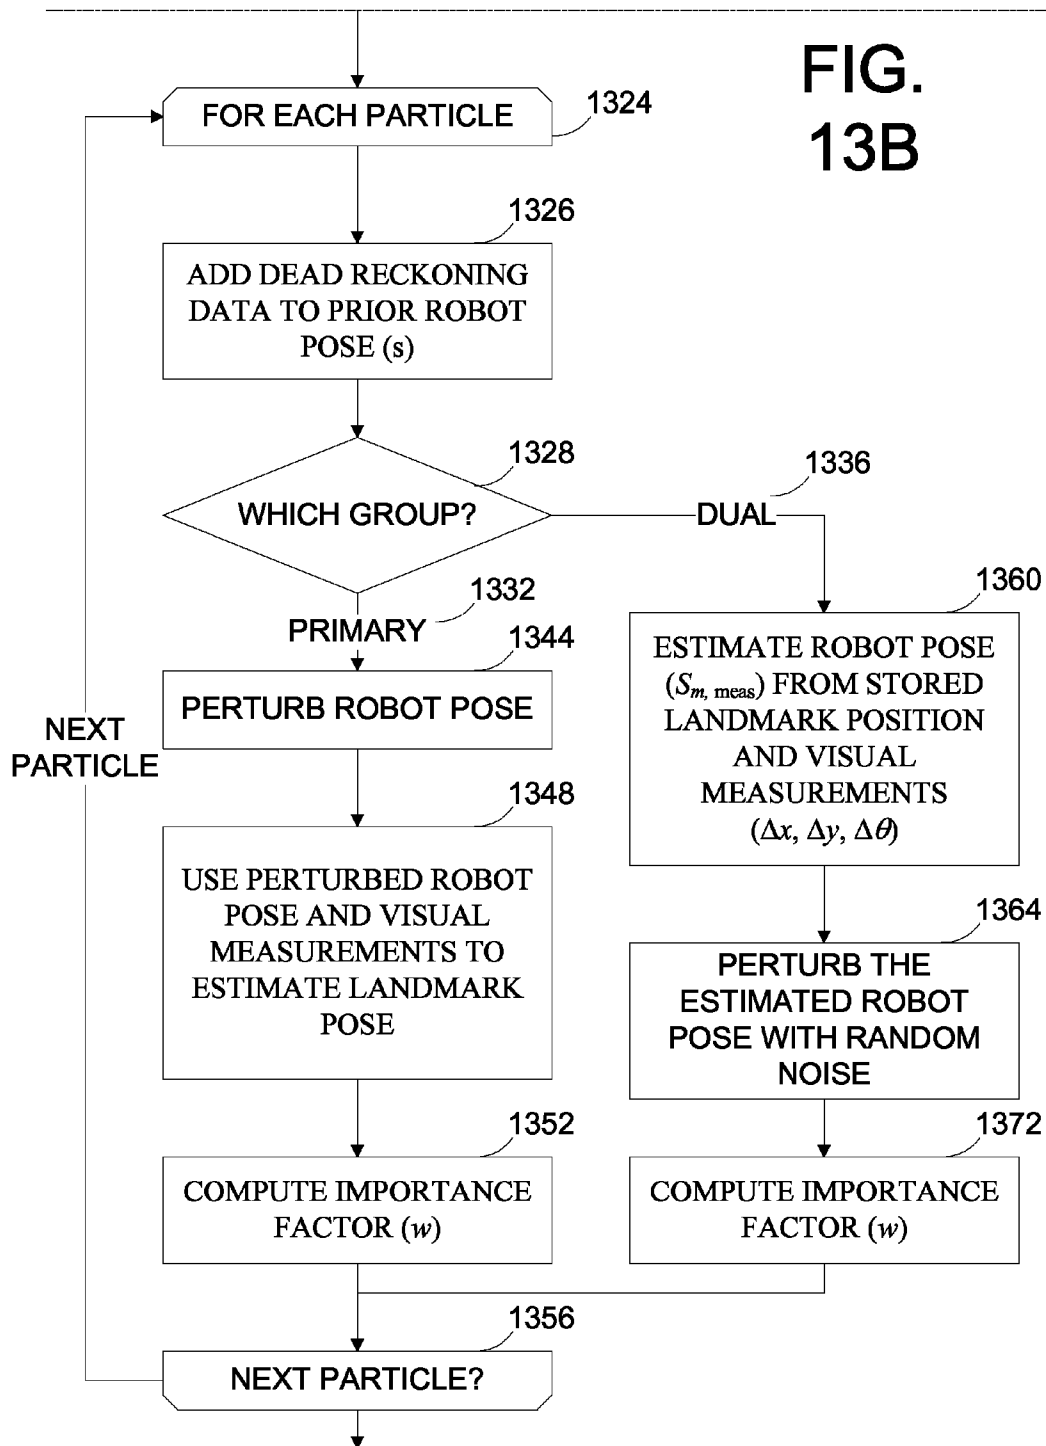 FIG.
13B
FOR EACH PARTICLE
1324
1326
ADD DEAD RECKONING
DATA TO PRIOR ROBOT
POSE (s)
1328
WHICH GROUP?
1336
DUAL
1332
PRIMARY
1344
PERTURB ROBOT POSE
NEXT
PARTICLE
1348
USE PERTURBED ROBOT
POSE AND VISUAL
MEASUREMENTS TO
ESTIMATE LANDMARK
POSE
1352
COMPUTE IMPORTANCE
FACTOR (w)
1360
ESTIMATE ROBOT POSE
(Sm, meas) FROM STORED
LANDMARK POSITION
AND VISUAL
MEASUREMENTS
(Δx, Δy, Δθ)
1364
PERTURB THE
ESTIMATED ROBOT
POSE WITH RANDOM
NOISE
1372
COMPUTE IMPORTANCE
FACTOR (w)
1356
NEXT PARTICLE?